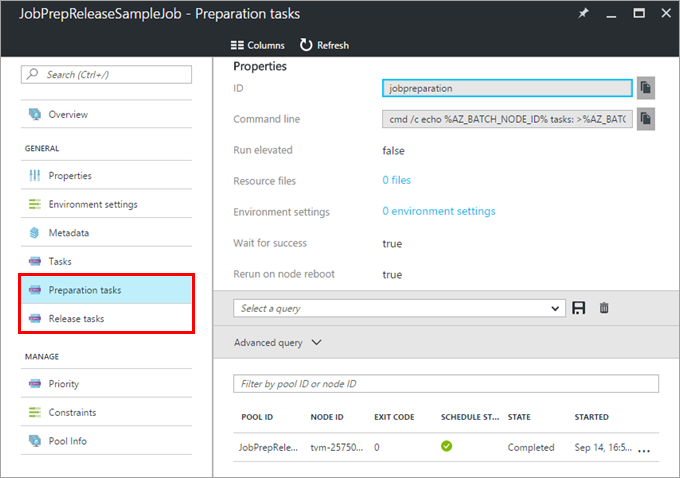 JobPrepReleaseSampleJob - Preparation tasks
Columns
Refresh
Search (Ctrl+/)
Overview
GENERAL
Properties
Environment settings
Metadata
Tasks
Preparation tasks
Release tasks
MANAGE
Priority
Constraints
Pool Info
Properties
ID jobpreparation
Command line cmd /c echo %AZ_BATCH_NODE_ID% tasks: >%AZ_BATC
Run elevated false
Resource files 0 files
Environment settings 0 environment settings
Wait for success true
Rerun on node reboot true
Select a query
Advanced query
Filter by pool ID or node ID
POOL ID NODE ID EXIT CODE SCHEDULE ST... STATE STARTED
JobPrepRele... tvm-25750... 0 Completed Sep 14, 16:5... ...